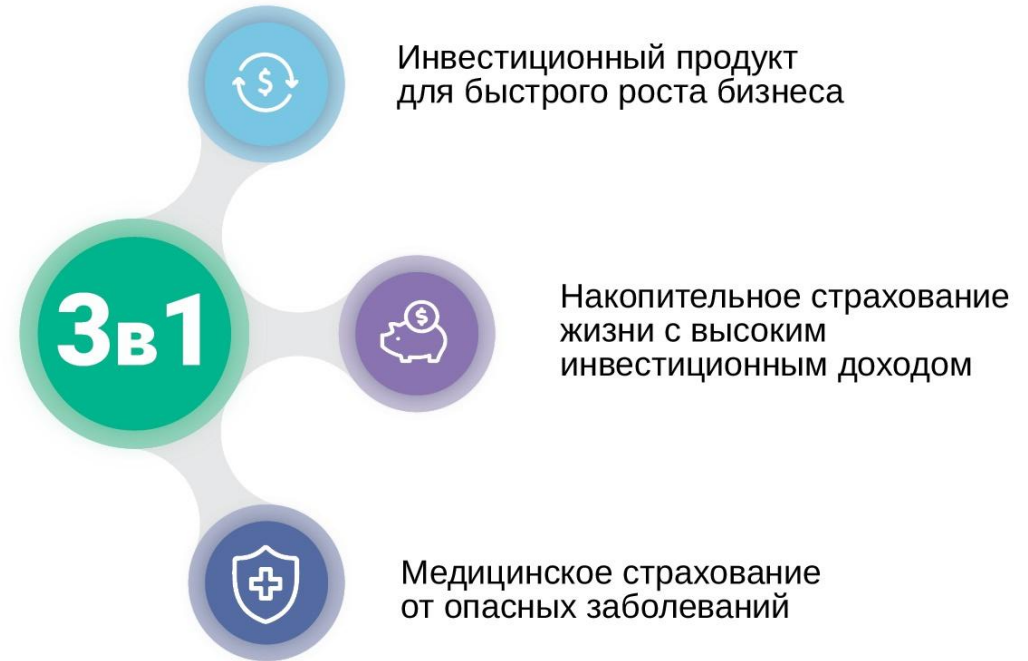 Инвестиционный продукт
для быстрого роста бизнеса
3в1
$
$
Накопительное страхование
жизни с высоким
инвестиционным доходом
Медицинское страхование
от опасных заболеваний